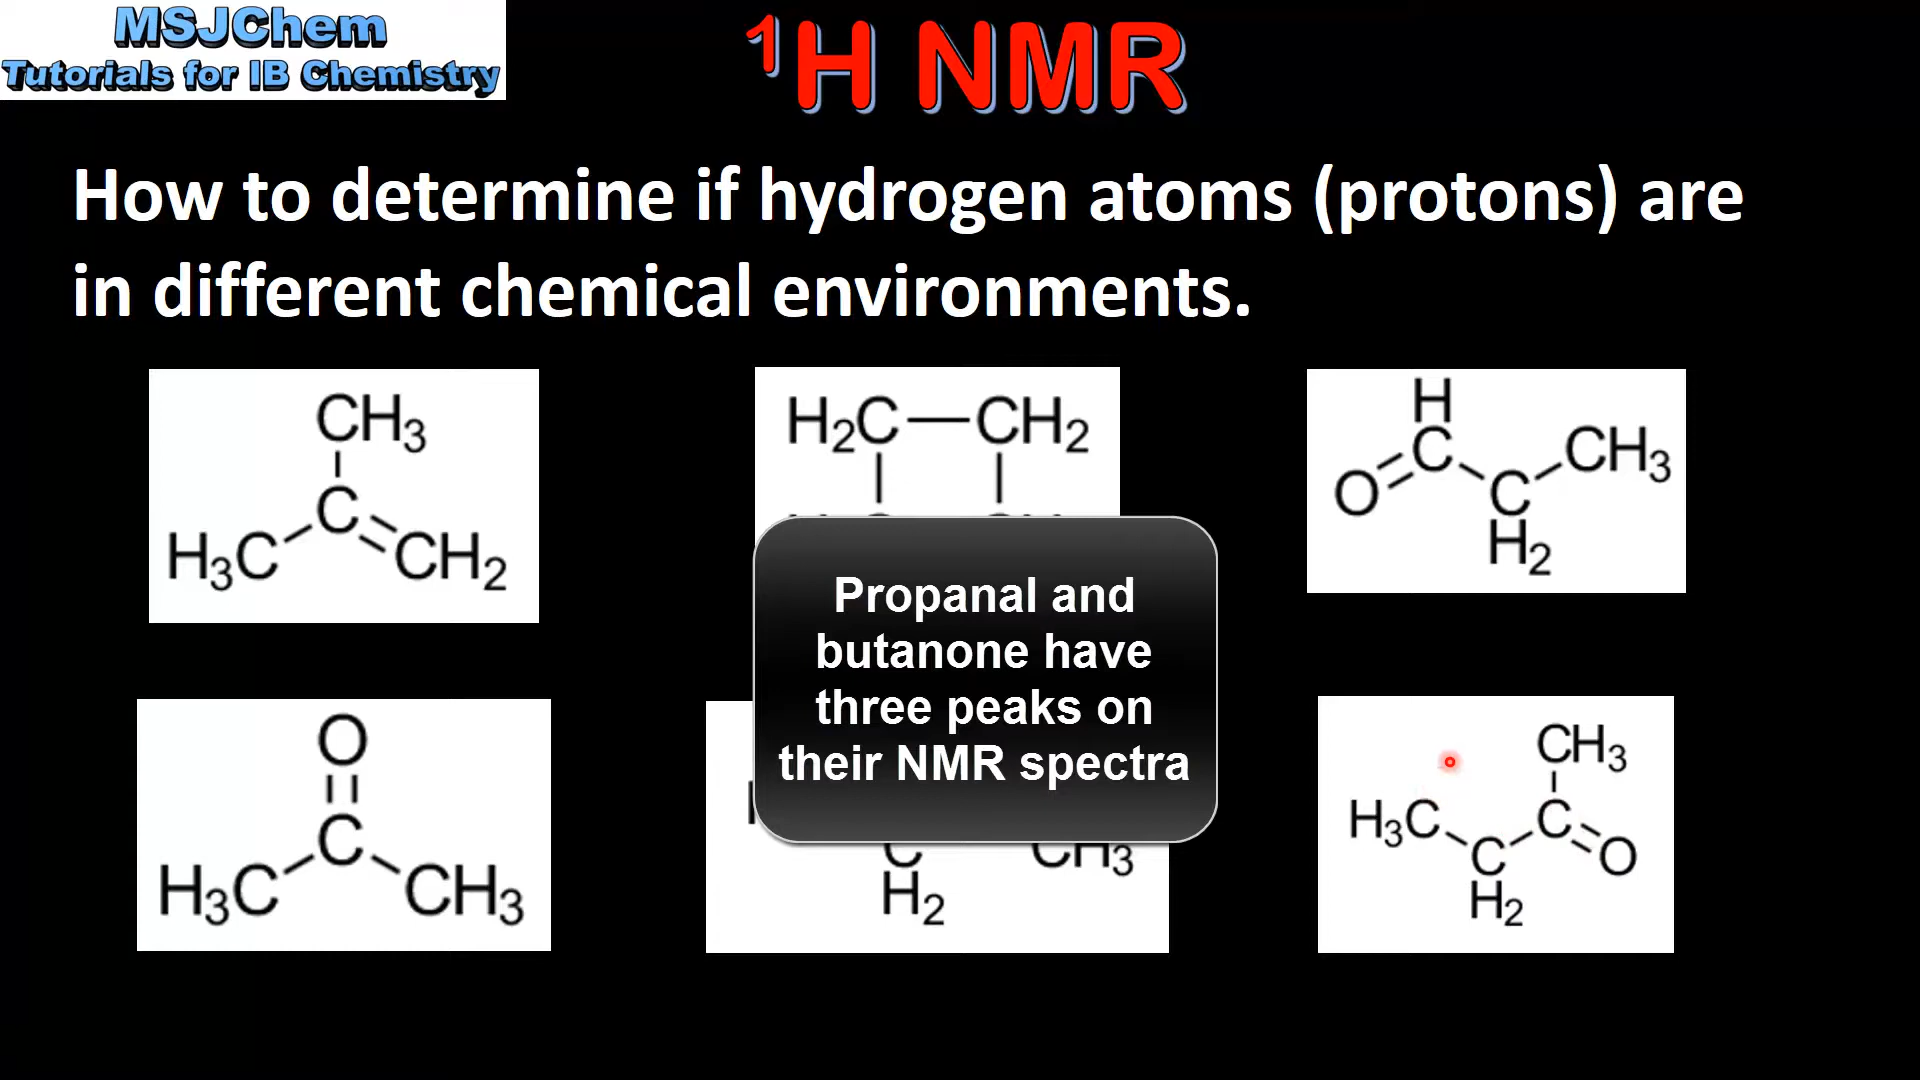 MSJChem
Tutorials for IB Chemistry
¹H NMR
How to determine if hydrogen atoms (protons) are
in different chemical environments.
CH₃
C
H₃C CH₂
H₂C—CH₂
H
C CH₃
O C
H₂
Propanal and
butanone have
three peaks on
their NMR spectra
O
C
H₃C CH₃
C CH₃
H₂
CH₃
H₃C C
C O
H₂